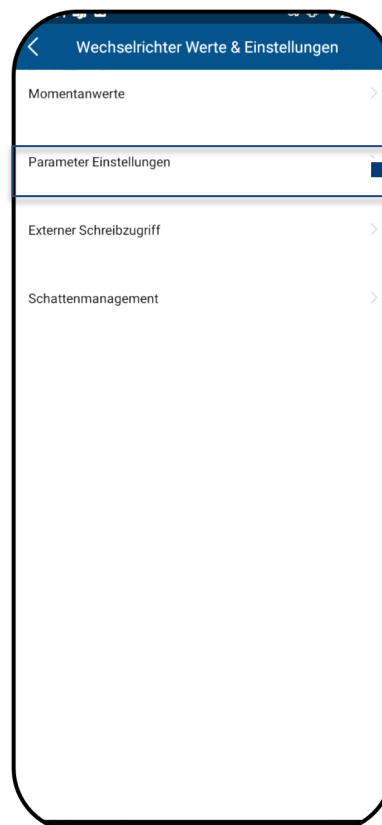 Wechselrichter Werte & Einstellungen
Momentanwerte
Parameter Einstellungen
Externer Schreibzugriff
Schattenmanagement